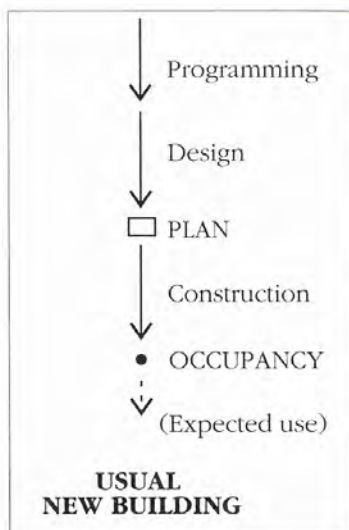 Programming
Design
PLAN
Construction
OCCUPANCY
(Expected use)
USUAL
NEW BUILDING